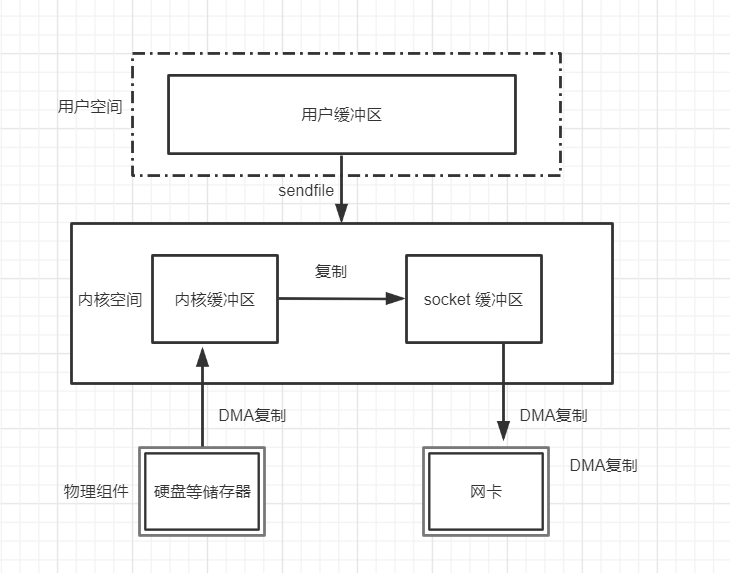 用户空间
用户缓冲区
sendfile
内核空间
内核缓冲区
复制
socket 缓冲区
DMA复制
DMA复制
DMA复制
物理组件
硬盘等储存器
网卡